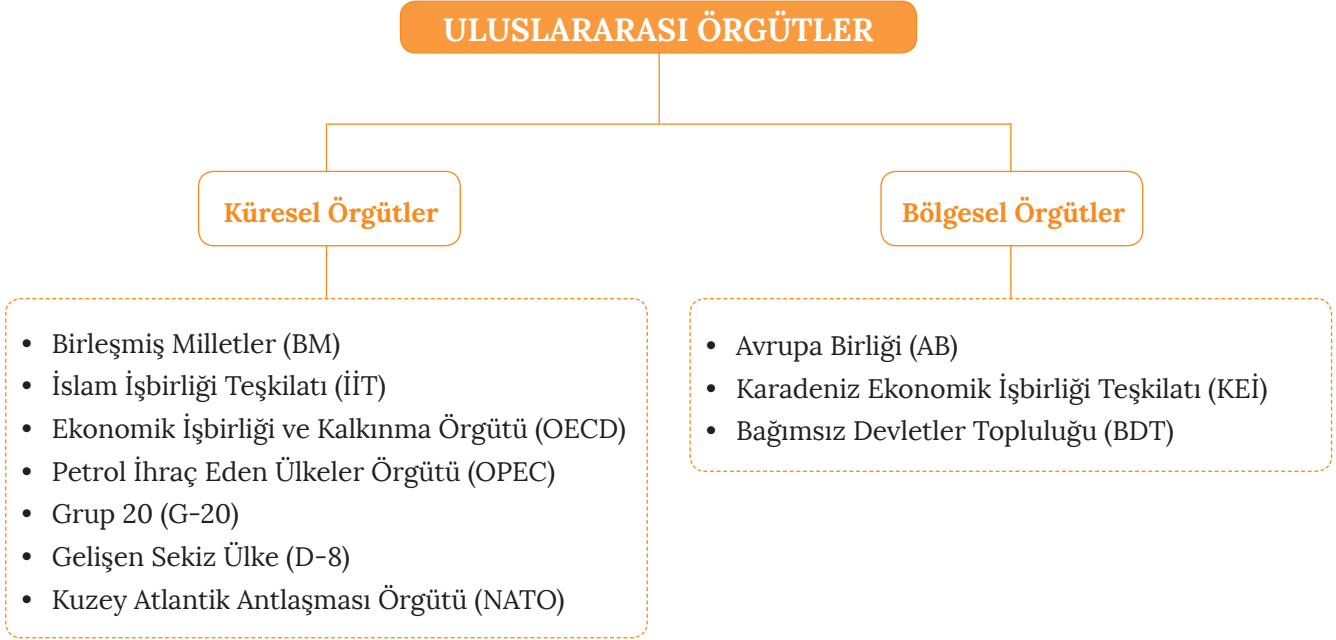 ULUSLARARASI ÖRGÜTLER
Küresel Örgütler
• Birleşmiş Milletler (BM)
• İslam İşbirliği Teşkilatı (İİT)
• Ekonomik İşbirliği ve Kalkınma Örgütü (OECD)
• Petrol İhraç Eden Ülkeler Örgütü (OPEC)
• Grup 20 (G-20)
• Gelişen Sekiz Ülke (D-8)
• Kuzey Atlantik Antlaşması Örgütü (NATO)
Bölgesel Örgütler
• Avrupa Birliği (AB)
• Karadeniz Ekonomik İşbirliği Teşkilatı (KEİ)
• Bağımsız Devletler Topluluğu (BDT)